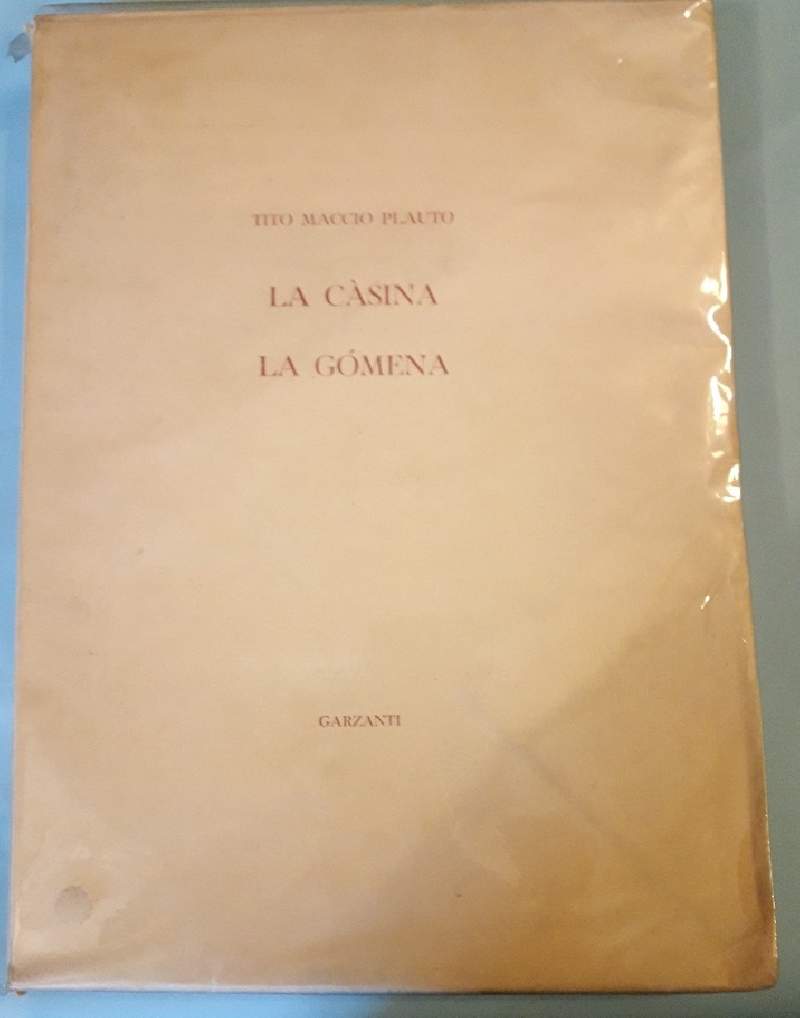 TITO MACCIO PLAUTO
LA CÀSINA
LA GÓMENA
GARZANTI